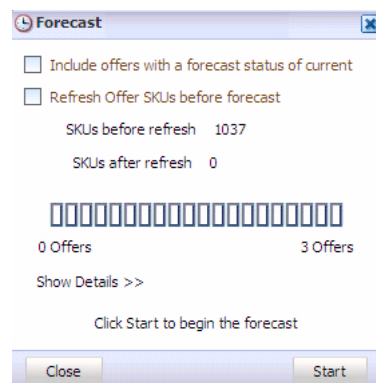 Forecast
Include offers with a forecast status of current
Refresh Offer SKUs before forecast
SKUs before refresh 1037
SKUs after refresh 0
0 Offers 3 Offers
Show Details >>
Click Start to begin the forecast
Close Start